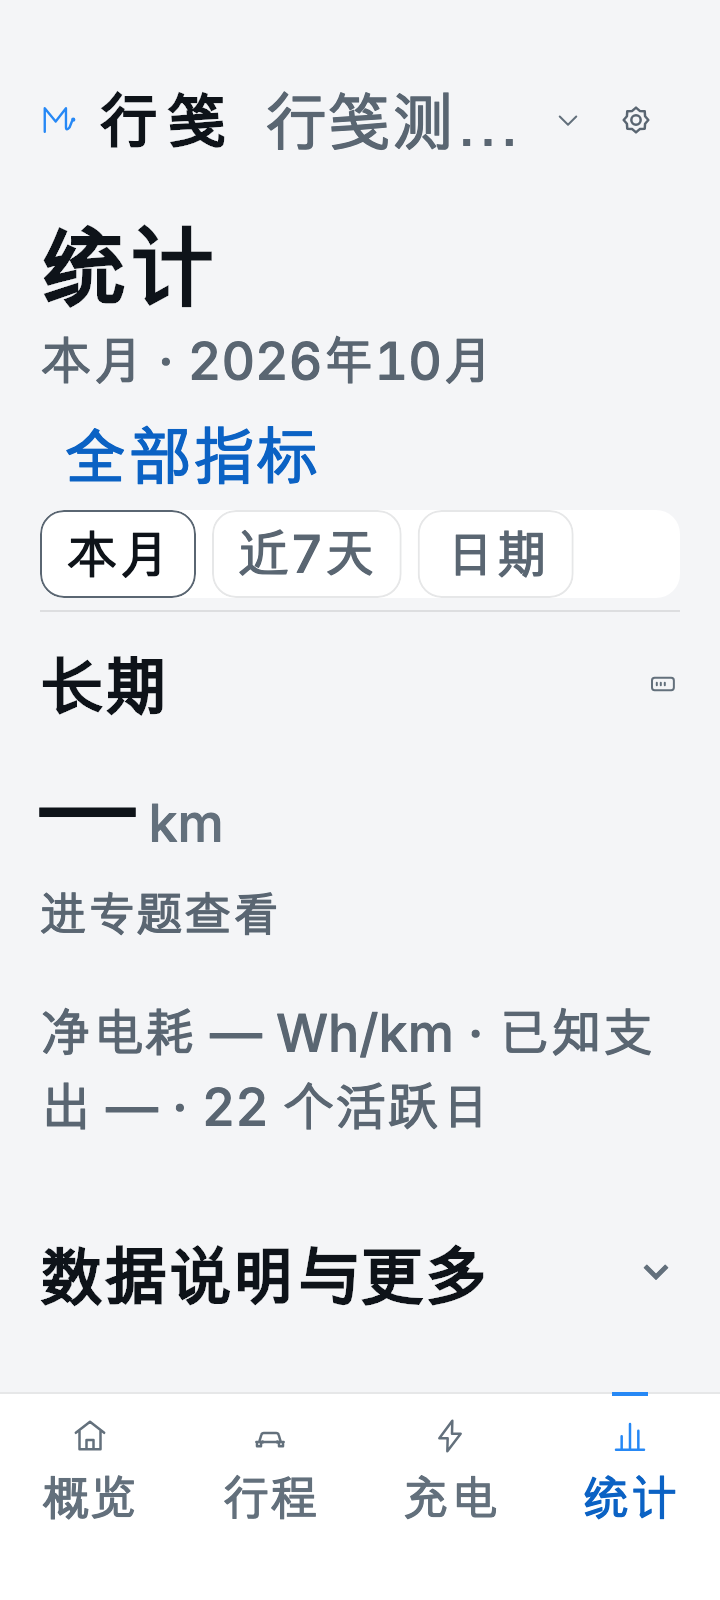 行笺 行笺测...
统计
本月 · 2026年10月
全部指标
本月 近7天 日期
长期
— km
进专题查看
净电耗 — Wh/km · 已知支
出 — · 22 个活跃日
数据说明与更多
概览 行程 充电 统计